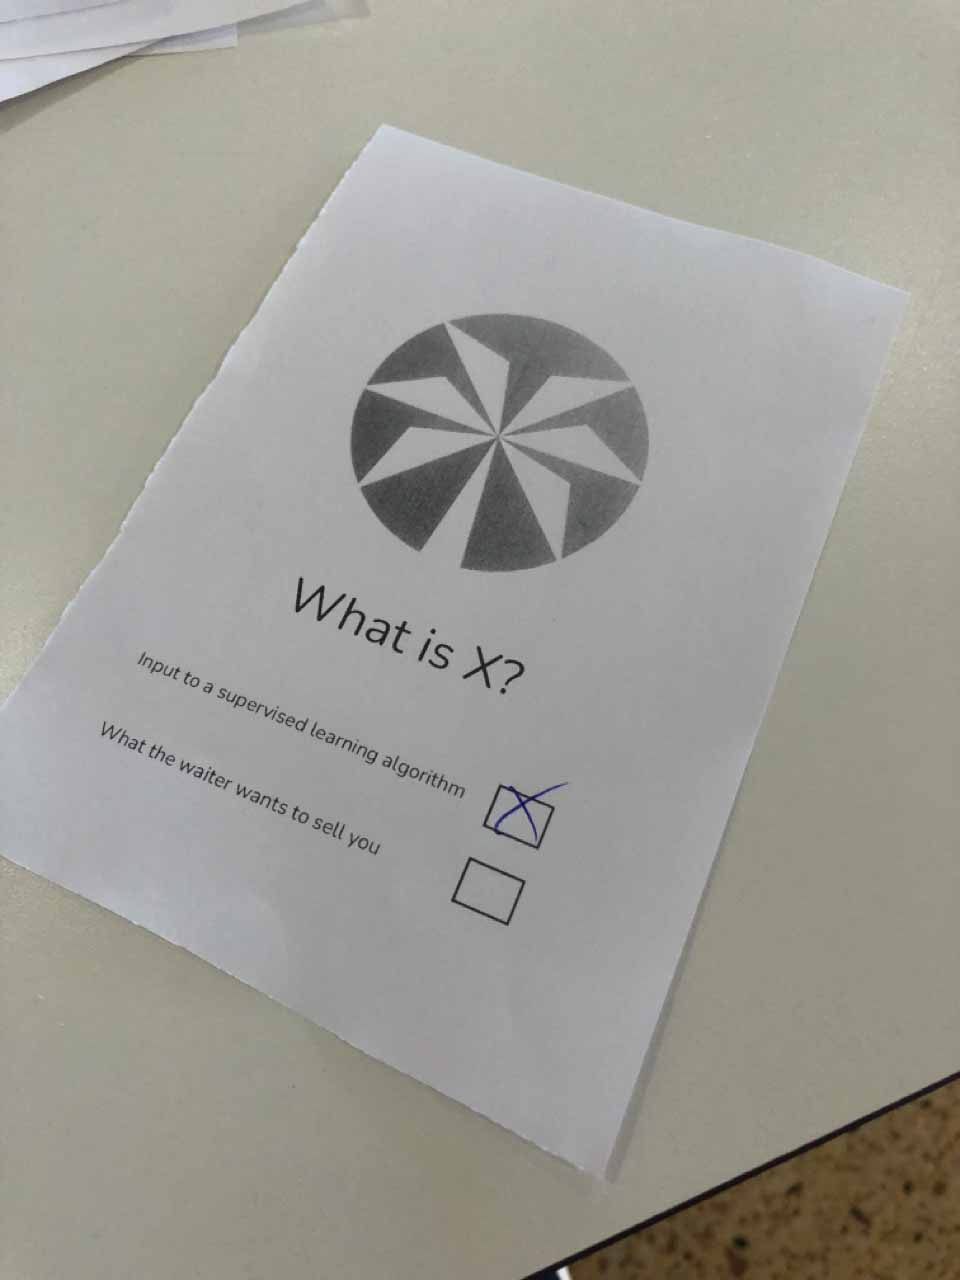 What is X?
Input to a supervised learning algorithm
What the waiter wants to sell you